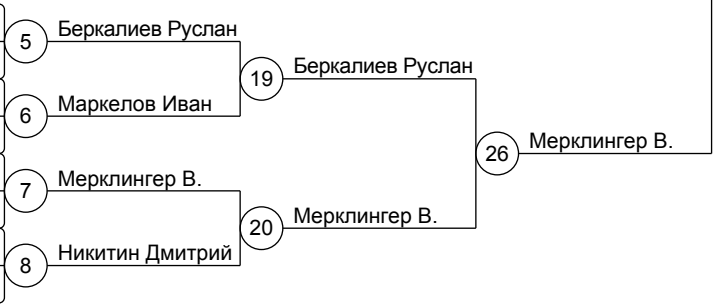 5 Беркалиев Руслан
19 Беркалиев Руслан
6 Маркелов Иван
26 Мерклингер В.
7 Мерклингер В.
20 Мерклингер В.
8 Никитин Дмитрий